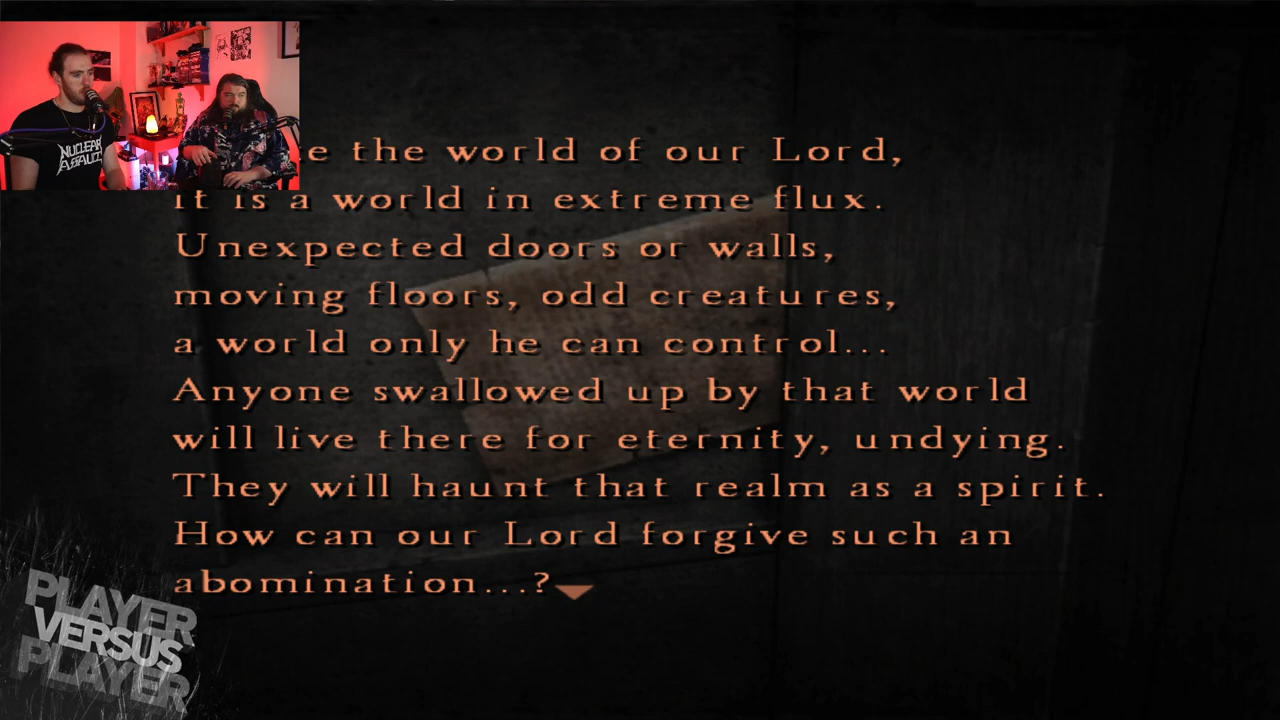 the world of our Lord,
it is a world in extreme flux.
Unexpected doors or walls,
moving floors, odd creatures,
a world only he can control...
Anyone swallowed up by that world
will live there for eternity, undying.
They will haunt that realm as a spirit.
How can our Lord forgive such an
abomination...?
NUCLEAR
ASSAULT
PLAYER
VERSUS
PLAYER